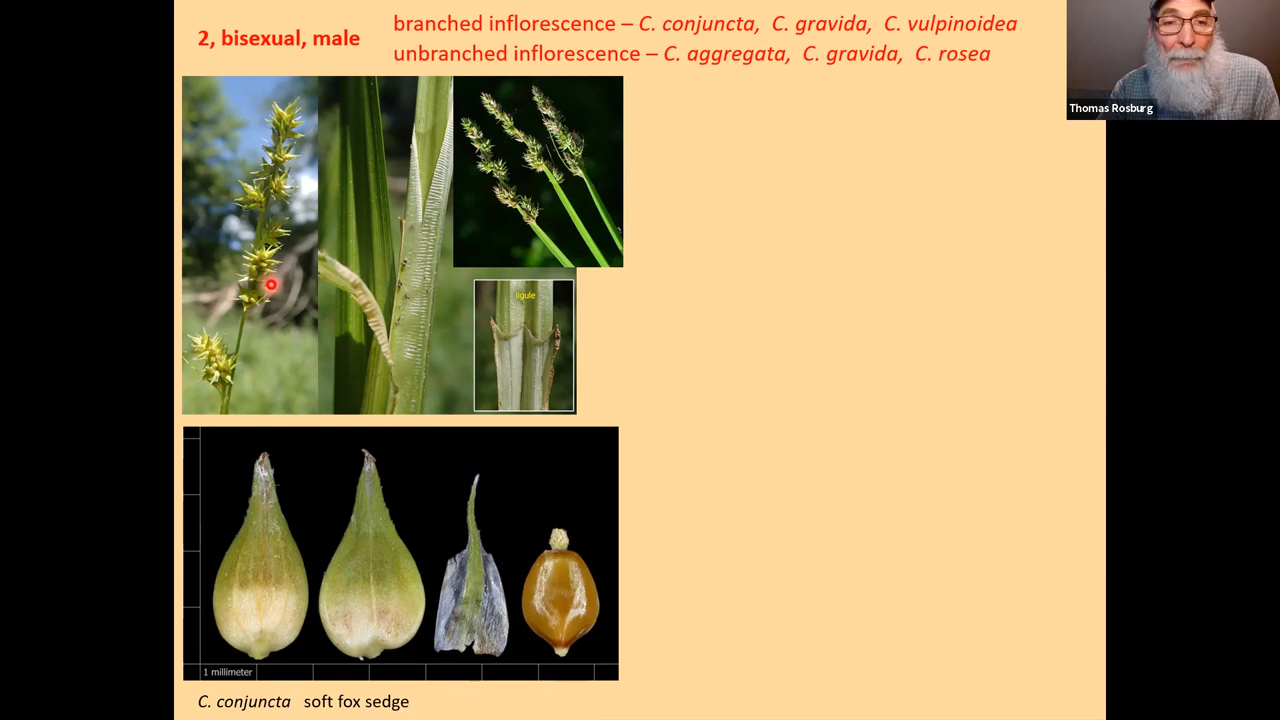 2, bisexual, male
branched inflorescence – C. conjuncta, C. gravida, C. vulpinoidea
unbranched inflorescence – C. aggregata, C. gravida, C. rosea
Thomas Rosburg
ligule
1 millimeter
C. conjuncta soft fox sedge